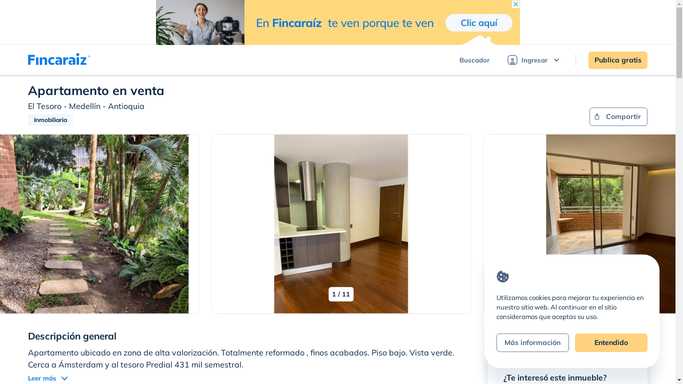 En Fincaraíz te ven porque te ven
Clic aquí
Fincaraiz
Buscador
Ingresar
Publica gratis
Apartamento en venta
El Tesoro - Medellín - Antioquia
Inmobiliaria
Compartir
1 / 11
Descripción general
Apartamento ubicado en zona de alta valorización. Totalmente reformado , finos acabados. Piso bajo. Vista verde.
Cerca a Ámsterdam y al tesoro Predial 431 mil semestral.
Leer más
Utilizamos cookies para mejorar tu experiencia en
nuestro sitio web. Al continuar en el sitio
consideramos que aceptas su uso.
Más información
Entendido
¿Te interesó este inmueble?